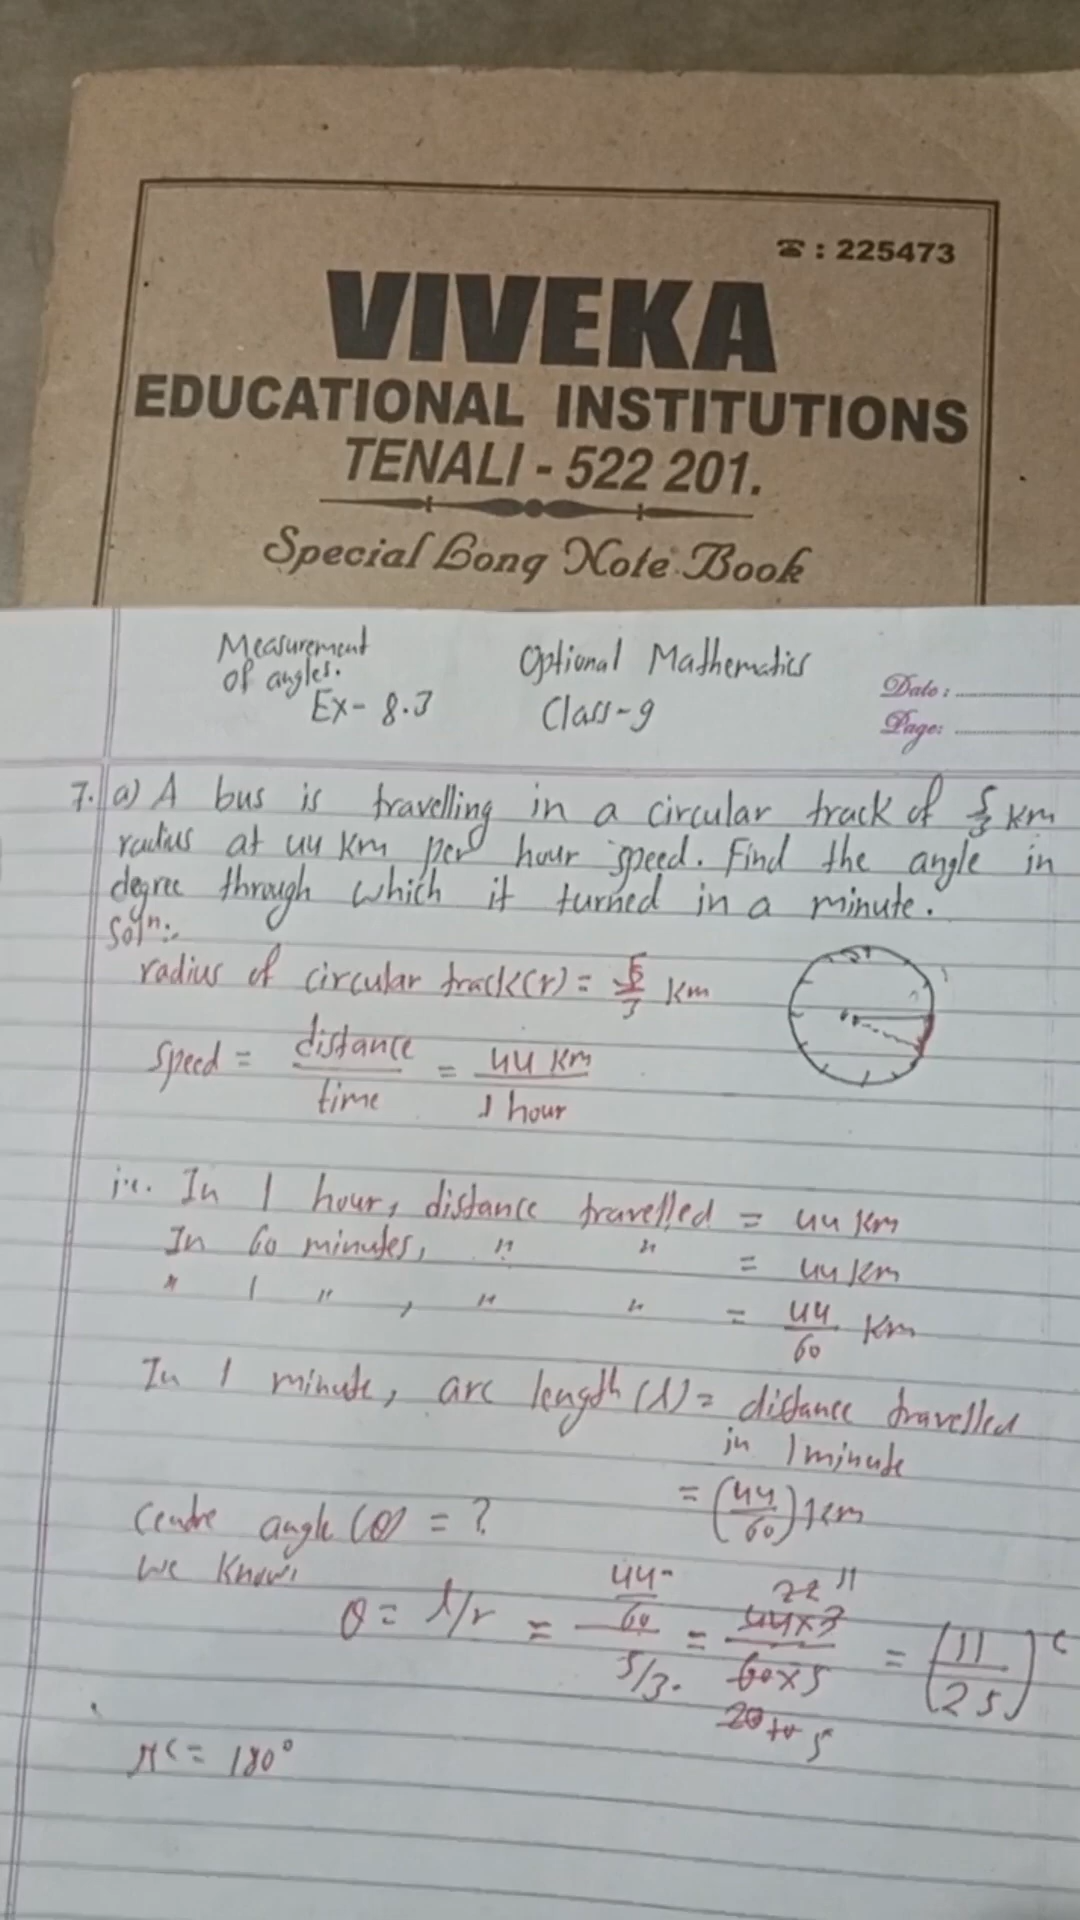 ☎ : 225473
VIVEKA
EDUCATIONAL INSTITUTIONS
TENALI - 522 201.
Special Long Note Book
Measurement of angles.
Ex- 8.3
Optional Mathematics
Class-9
Date:
Page:
7. a) A bus is travelling in a circular track of 5/3 km
radius at 44 km per hour speed. Find the angle in
degree through which it turned in a minute.
Solⁿ:-
radius of circular track(r) = 5/3 km
Speed = distance/time = 44 km/1 hour
i.e. In 1 hour, distance travelled = 44 km
In 60 minutes, " " = 44 km
" 1 " , " " = 44/60 km
In 1 minute, arc length (l) = distance travelled
in 1 minute
= (44/60) km
Centre angle (θ) = ?
We know,
θ = l/r = 44/60 / 5/3 = 44×3 / 60×5 = (11/25)ᶜ
22 11
20 10 5
πᶜ = 180°